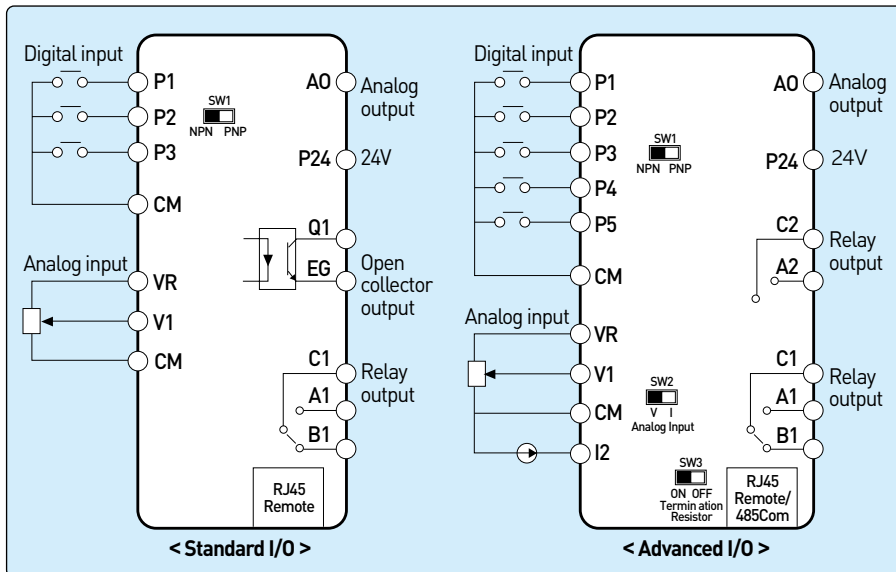 Digital input
P1
P2
P3
CM
SW1
NPN PNP
Analog input
VR
V1
CM
AO
Analog
output
P24
24V
Q1
EG
Open
collector
output
C1
A1
B1
Relay
output
RJ45
Remote
< Standard I/O >
Digital input
P1
P2
P3
P4
P5
CM
SW1
NPN PNP
Analog input
VR
V1
CM
I2
SW2
V I
Analog Input
SW3
ON OFF
Termination
Resistor
AO
Analog
output
P24
24V
C2
A2
Relay
output
C1
A1
B1
Relay
output
RJ45
Remote/
485Com
< Advanced I/O >